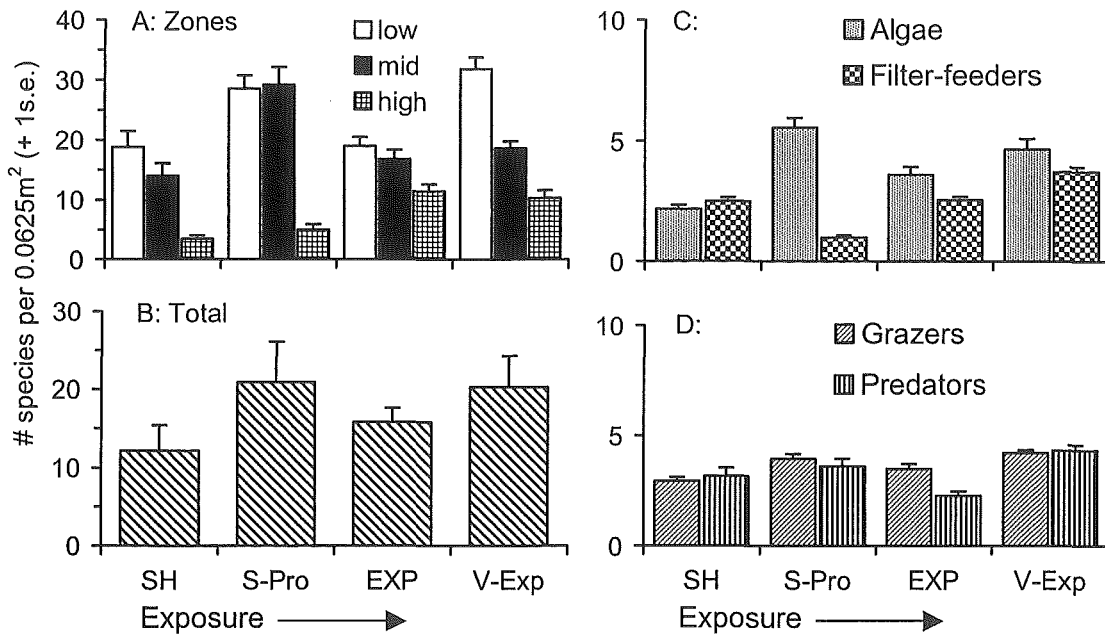 # species per 0.0625m² (+ 1s.e.)
A: Zones
low
mid
high
40
30
20
10
0
B: Total
30
20
10
0
SH S-Pro EXP V-Exp
Exposure
C:
Algae
Filter-feeders
10
5
0
D:
Grazers
Predators
10
5
0
SH S-Pro EXP V-Exp
Exposure